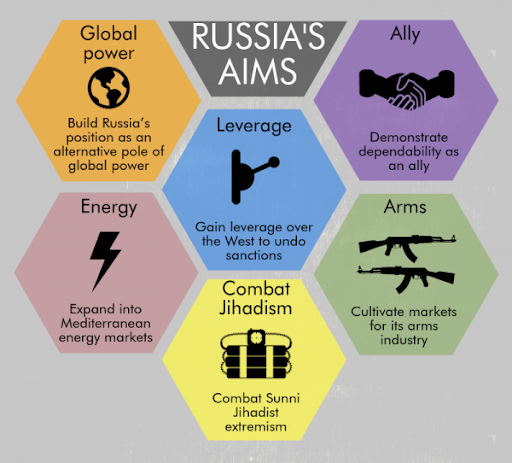 RUSSIA'S
AIMS
Global
power
Build Russia's
position as an
alternative pole of
global power
Ally
Demonstrate
dependability as
an ally
Leverage
Gain leverage over
the West to undo
sanctions
Energy
Expand into
Mediterranean
energy markets
Arms
Cultivate markets
for its arms
industry
Combat
Jihadism
Combat Sunni
Jihadist
extremism